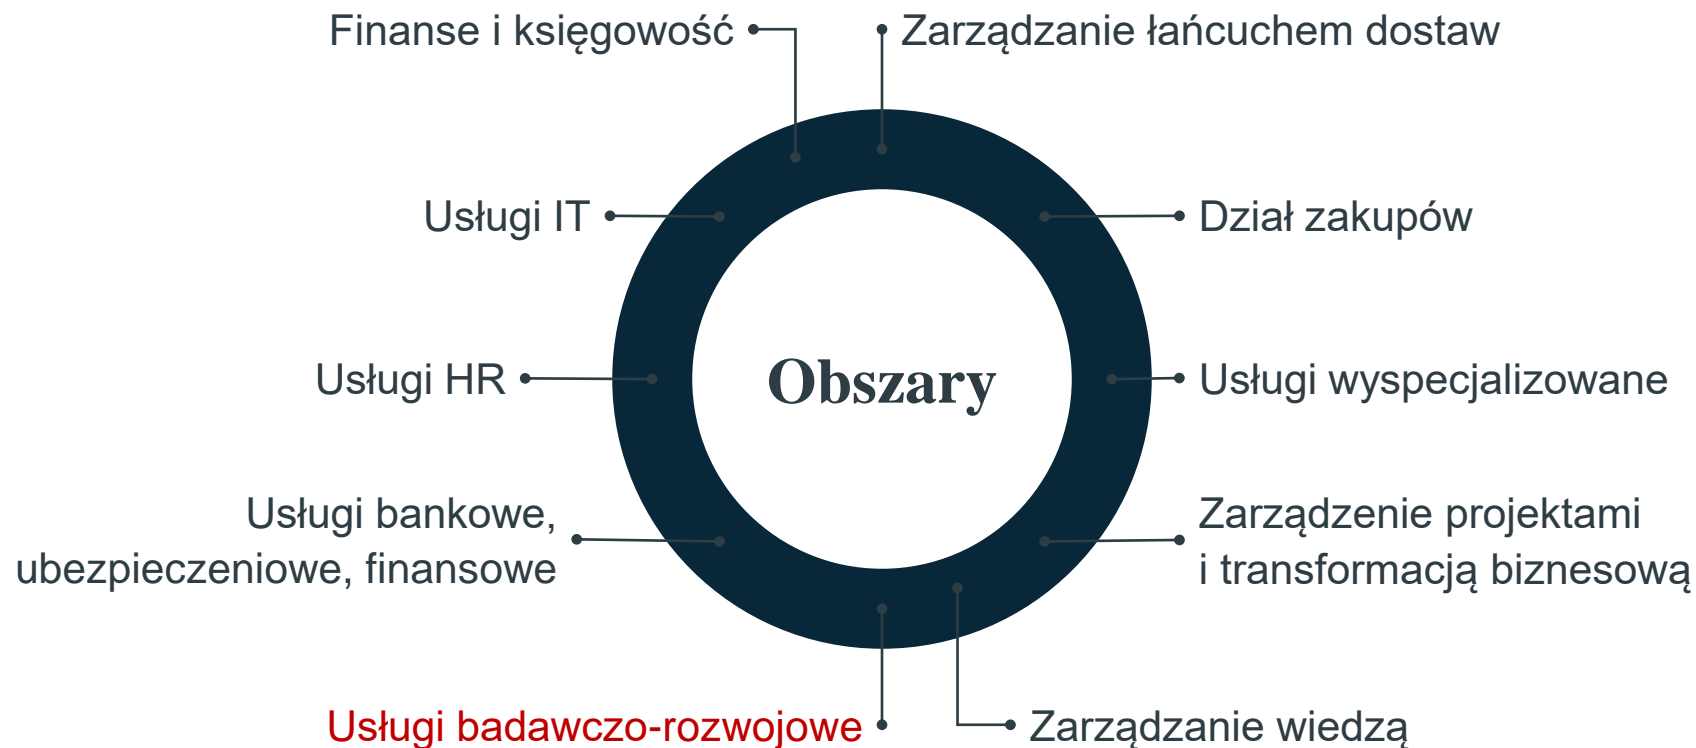 Finanse i księgowość
Zarządzanie łańcuchem dostaw
Usługi IT
Dział zakupów
Usługi HR
Obszary
Usługi wyspecjalizowane
Usługi bankowe,
ubezpieczeniowe, finansowe
Zarządzenie projektami
i transformacją biznesową
Usługi badawczo-rozwojowe
Zarządzanie wiedzą